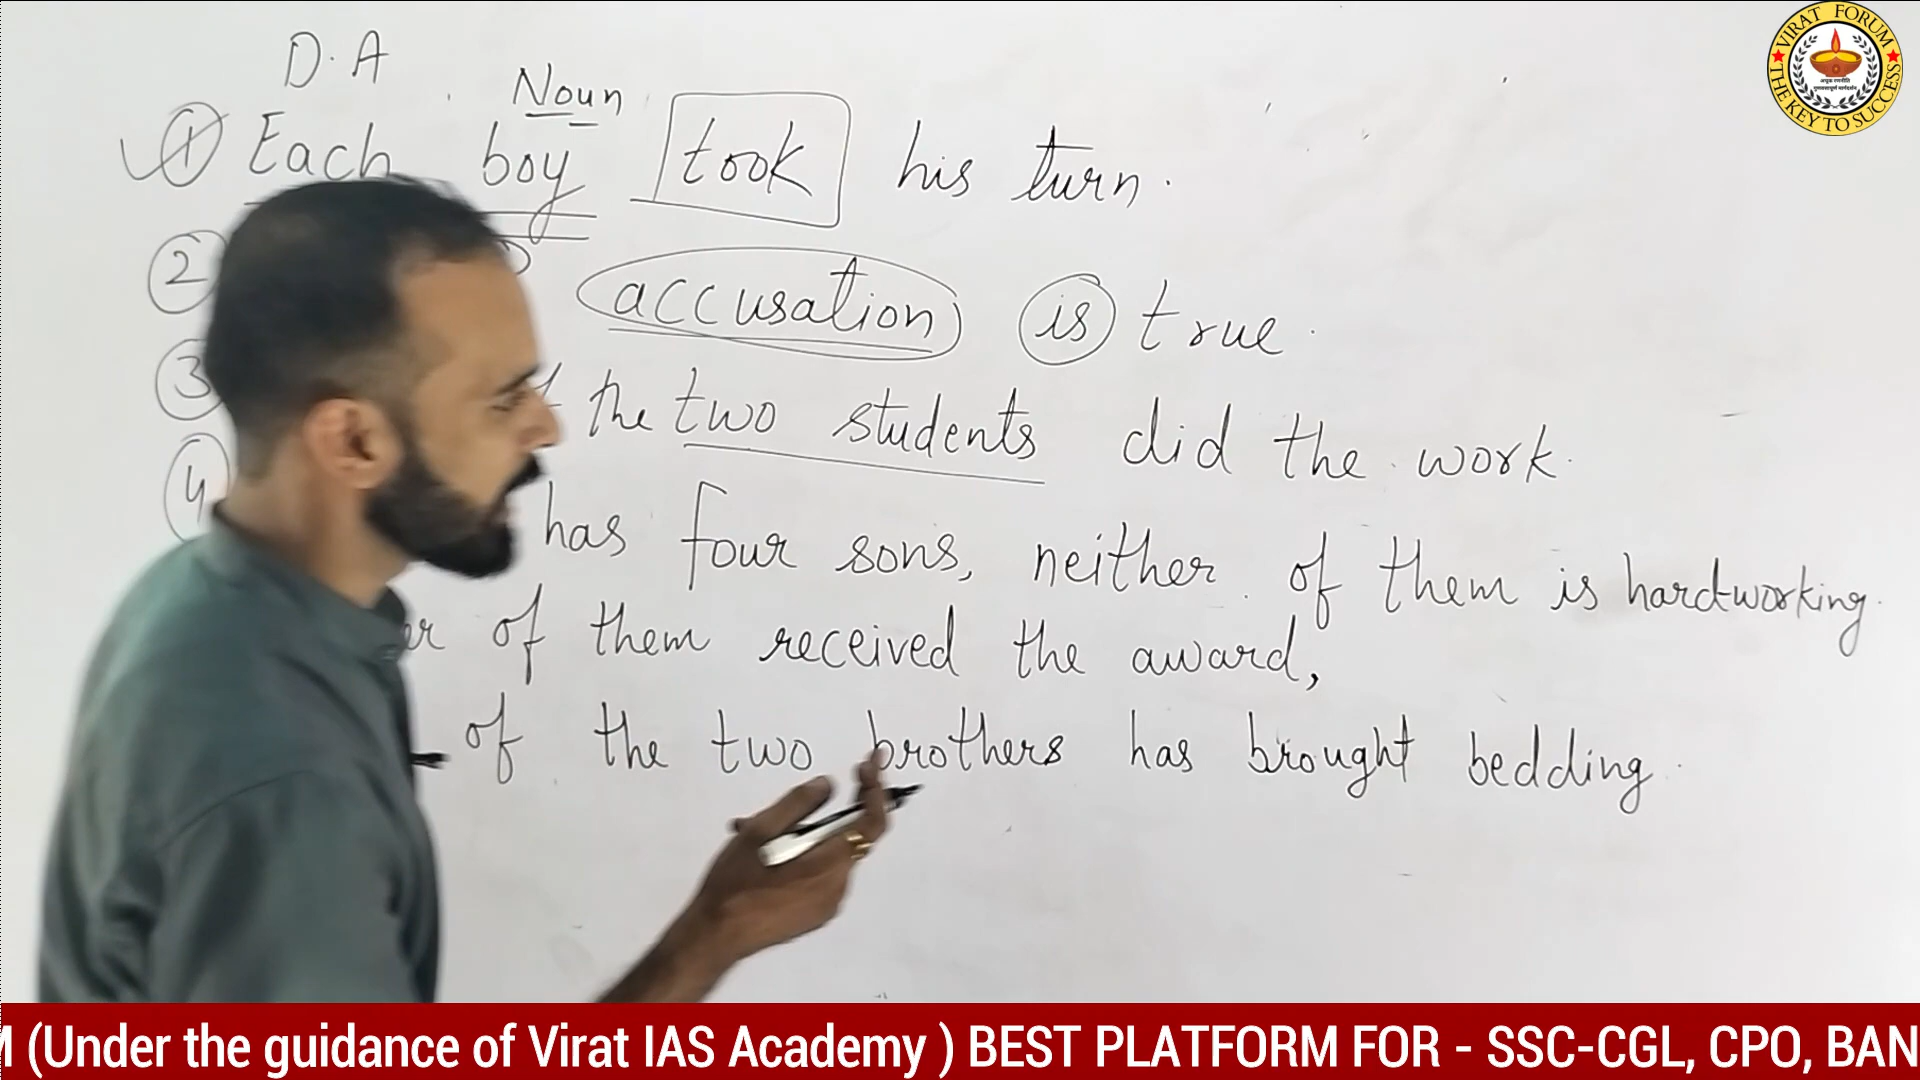 D.A
Noun
1 Each boy took his turn.
2 accusation is true.
3 the two students did the work.
4 has four sons, neither of them is hardworking.
er of them received the award,
of the two brothers has brought bedding.
VIRAT FORUM
THE KEY TO SUCCESS
M (Under the guidance of Virat IAS Academy ) BEST PLATFORM FOR - SSC-CGL, CPO, BAN